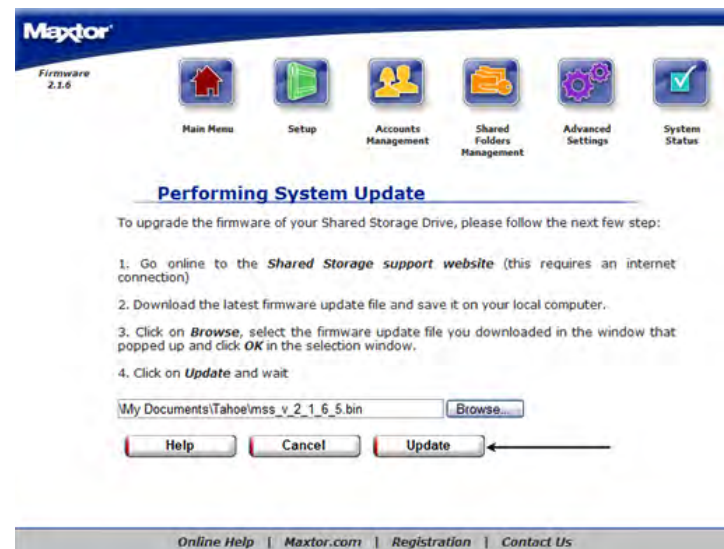 Maxtor
Firmware
2.1.6
Main Menu
Setup
Accounts
Management
Shared
Folders
Management
Advanced
Settings
System
Status
Performing System Update
To upgrade the firmware of your Shared Storage Drive, please follow the next few step:
1. Go online to the Shared Storage support website (this requires an internet
connection)
2. Download the latest firmware update file and save it on your local computer.
3. Click on Browse, select the firmware update file you downloaded in the window that
popped up and click OK in the selection window.
4. Click on Update and wait
\My Documents\Tahoe\mss_v_2_1_6_5.bin
Browse...
Help
Cancel
Update
Online Help | Maxtor.com | Registration | Contact Us